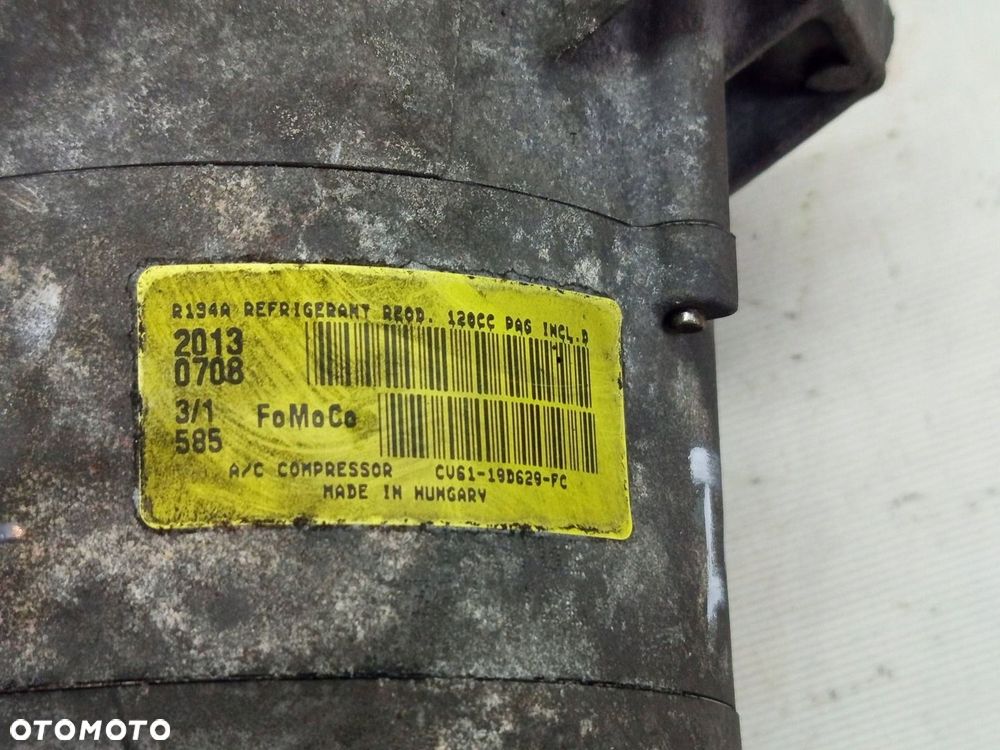 R134A REFRIGERANT REQD. 120CC PAG INCL.D
2013
0708
3/1
585
FoMoCo
A/C COMPRESSOR CV61-19D629-FC
MADE IN HUNGARY
OTOMOTO